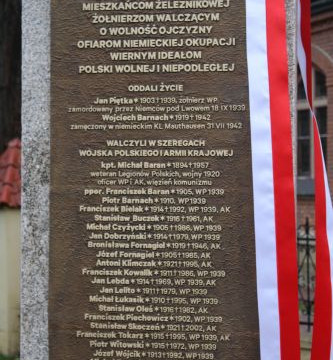 MIESZKAŃCOM ŻELEZNIKOWEJ
ŻOŁNIERZOM WALCZĄCYM
O WOLNOŚĆ OJCZYZNY
OFIAROM NIEMIECKIEJ OKUPACJI
WIERNYM IDEAŁOM
POLSKI WOLNEJ I NIEPODLEGŁEJ
ODDALI ŻYCIE
Jan Piętka * 1903 † 1939, żołnierz WP
zamordowany przez Niemców pod Lwowem 18 IX 1939
Wojciech Barnach * 1919 † 1942
zamęczony w niemieckim KL Mauthausen 31 VII 1942
WALCZYLI W SZEREGACH
WOJSKA POLSKIEGO I ARMII KRAJOWEJ
kpt. Michał Baran * 1894 † 1957
weteran Legionów Polskich, wojny 1920
oficer WP i AK, więzień komunizmu
ppor. Franciszek Baran * 1905, WP 1939
Piotr Barnach * 1910, WP 1939
Franciszek Bielak * 1914 † 1992, WP 1939, AK
Stanisław Buczek * 1916 † 1961, AK
Michał Czyżycki * 1905 † 1986, WP 1939
Jan Dobrzyński * 1914 † 1979, WP 1939
Bronisława Fornagiel * 1919 † 1946, AK
Józef Fornagiel * 1905 † 1985, AK
Antoni Klimczak * 1921 † 1995, AK
Franciszek Kowalik * 1911 † 1986, WP 1939
Jan Lebda * 1914 † 1969, WP 1939, AK
Jan Lelito * 1911 † 1979, WP 1939
Michał Łukasik * 1910 † 1995, WP 1939
Stanisław Oleś * 1916 † 1982, AK
Franciszek Piechowicz * 1902, WP 1939
Stanisław Skoczeń * 1921 † 2002, AK
Franciszek Tokarz * 1915 † 1995, WP 1939, AK
Piotr Witowski * 1915 † 1972, WP 1939
Józef Wójcik * 1913 † 1992, WP 1939